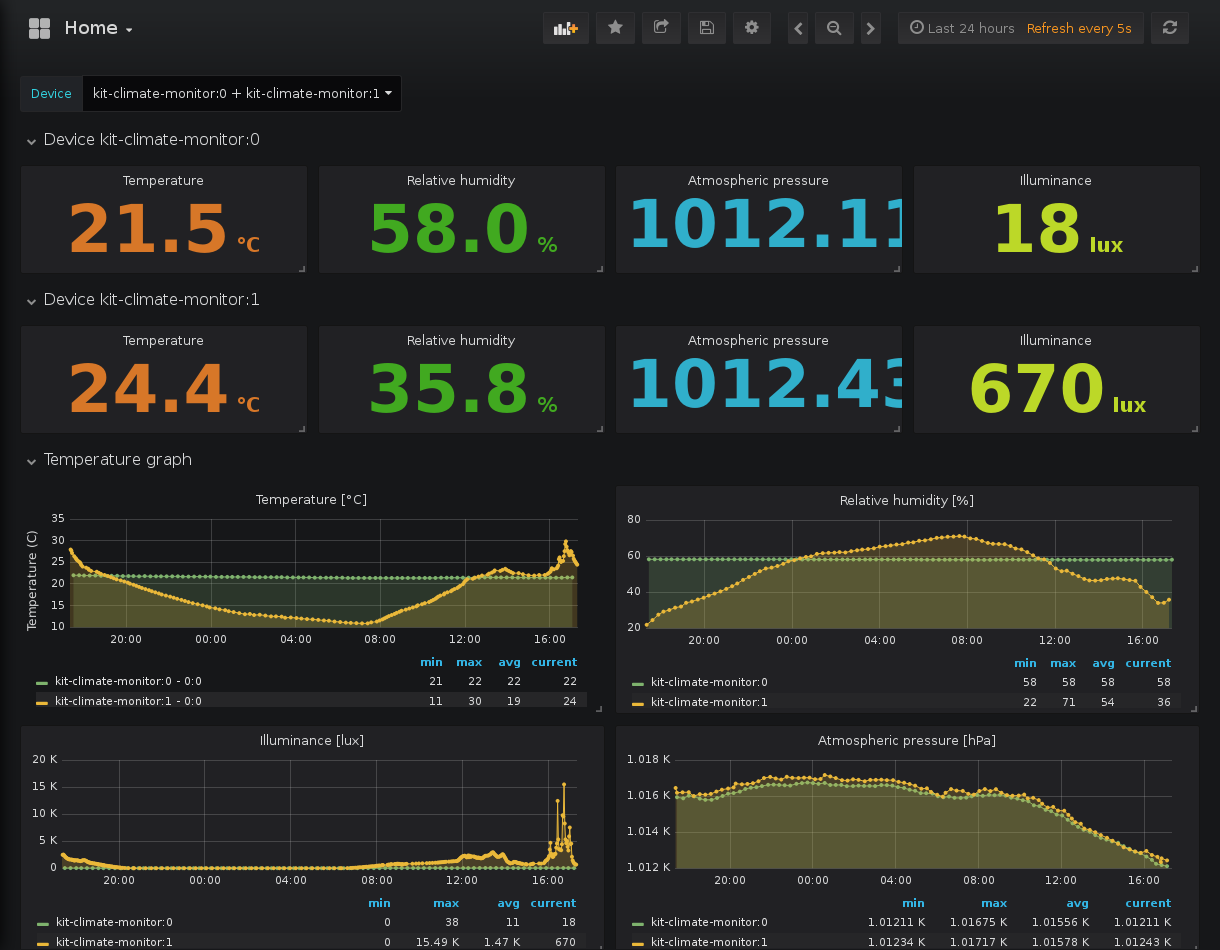 Home
Last 24 hours Refresh every 5s
Device kit-climate-monitor:0 + kit-climate-monitor:1
Device kit-climate-monitor:0
Temperature Relative humidity Atmospheric pressure Illuminance
21.5 °C 58.0 % 1012.11 18 lux
Device kit-climate-monitor:1
Temperature Relative humidity Atmospheric pressure Illuminance
24.4 °C 35.8 % 1012.43 670 lux
Temperature graph
Temperature [°C]
Temperature (C)
35
30
25
20
15
10
20:00 00:00 04:00 08:00 12:00 16:00
min max avg current
kit-climate-monitor:0 - 0:0 21 22 22 22
kit-climate-monitor:1 - 0:0 11 30 19 24
Relative humidity [%]
80
60
40
20
20:00 00:00 04:00 08:00 12:00 16:00
min max avg current
kit-climate-monitor:0 58 58 58 58
kit-climate-monitor:1 22 71 54 36
Illuminance [lux]
20 K
15 K
10 K
5 K
0
20:00 00:00 04:00 08:00 12:00 16:00
min max avg current
kit-climate-monitor:0 0 38 11 18
kit-climate-monitor:1 0 15.49 K 1.47 K 670
Atmospheric pressure [hPa]
1.018 K
1.016 K
1.014 K
1.012 K
20:00 00:00 04:00 08:00 12:00 16:00
min max avg current
kit-climate-monitor:0 1.01211 K 1.01675 K 1.01556 K 1.01211 K
kit-climate-monitor:1 1.01234 K 1.01717 K 1.01578 K 1.01243 K